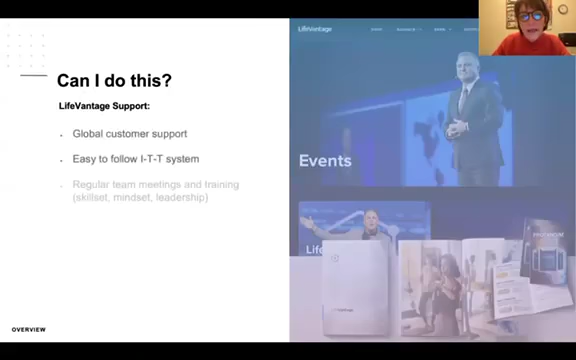 Can I do this?
LifeVantage Support:
Global customer support
Easy to follow I-T-T system
Regular team meetings and training
(skillset, mindset, leadership)
OVERVIEW
LifeVantage
Events
Life